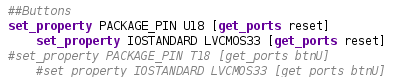 ##Buttons
set_property PACKAGE_PIN U18 [get_ports reset]
set_property IOSTANDARD LVCMOS33 [get_ports reset]
#set_property PACKAGE_PIN T18 [get_ports btnU]
#set_property IOSTANDARD LVCMOS33 [get_ports btnU]